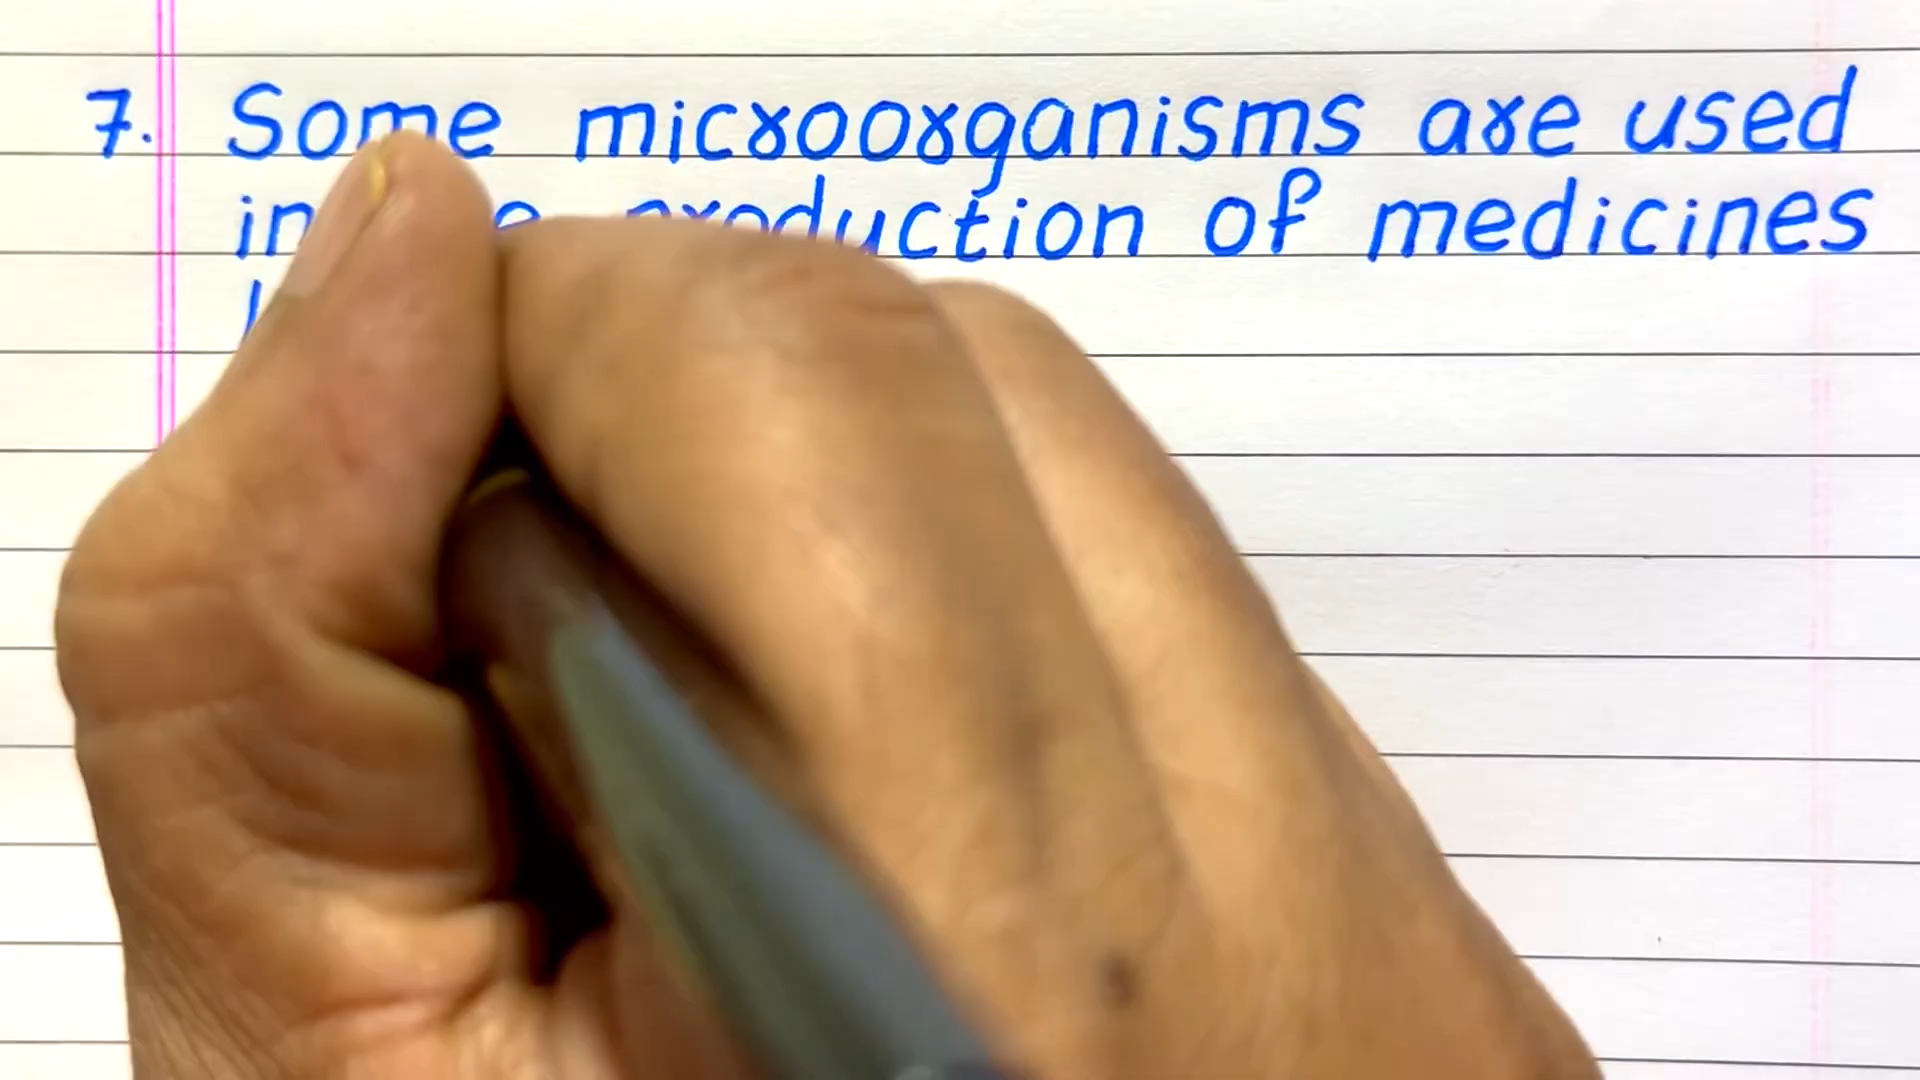 7. Some microorganisms are used
in production of medicines